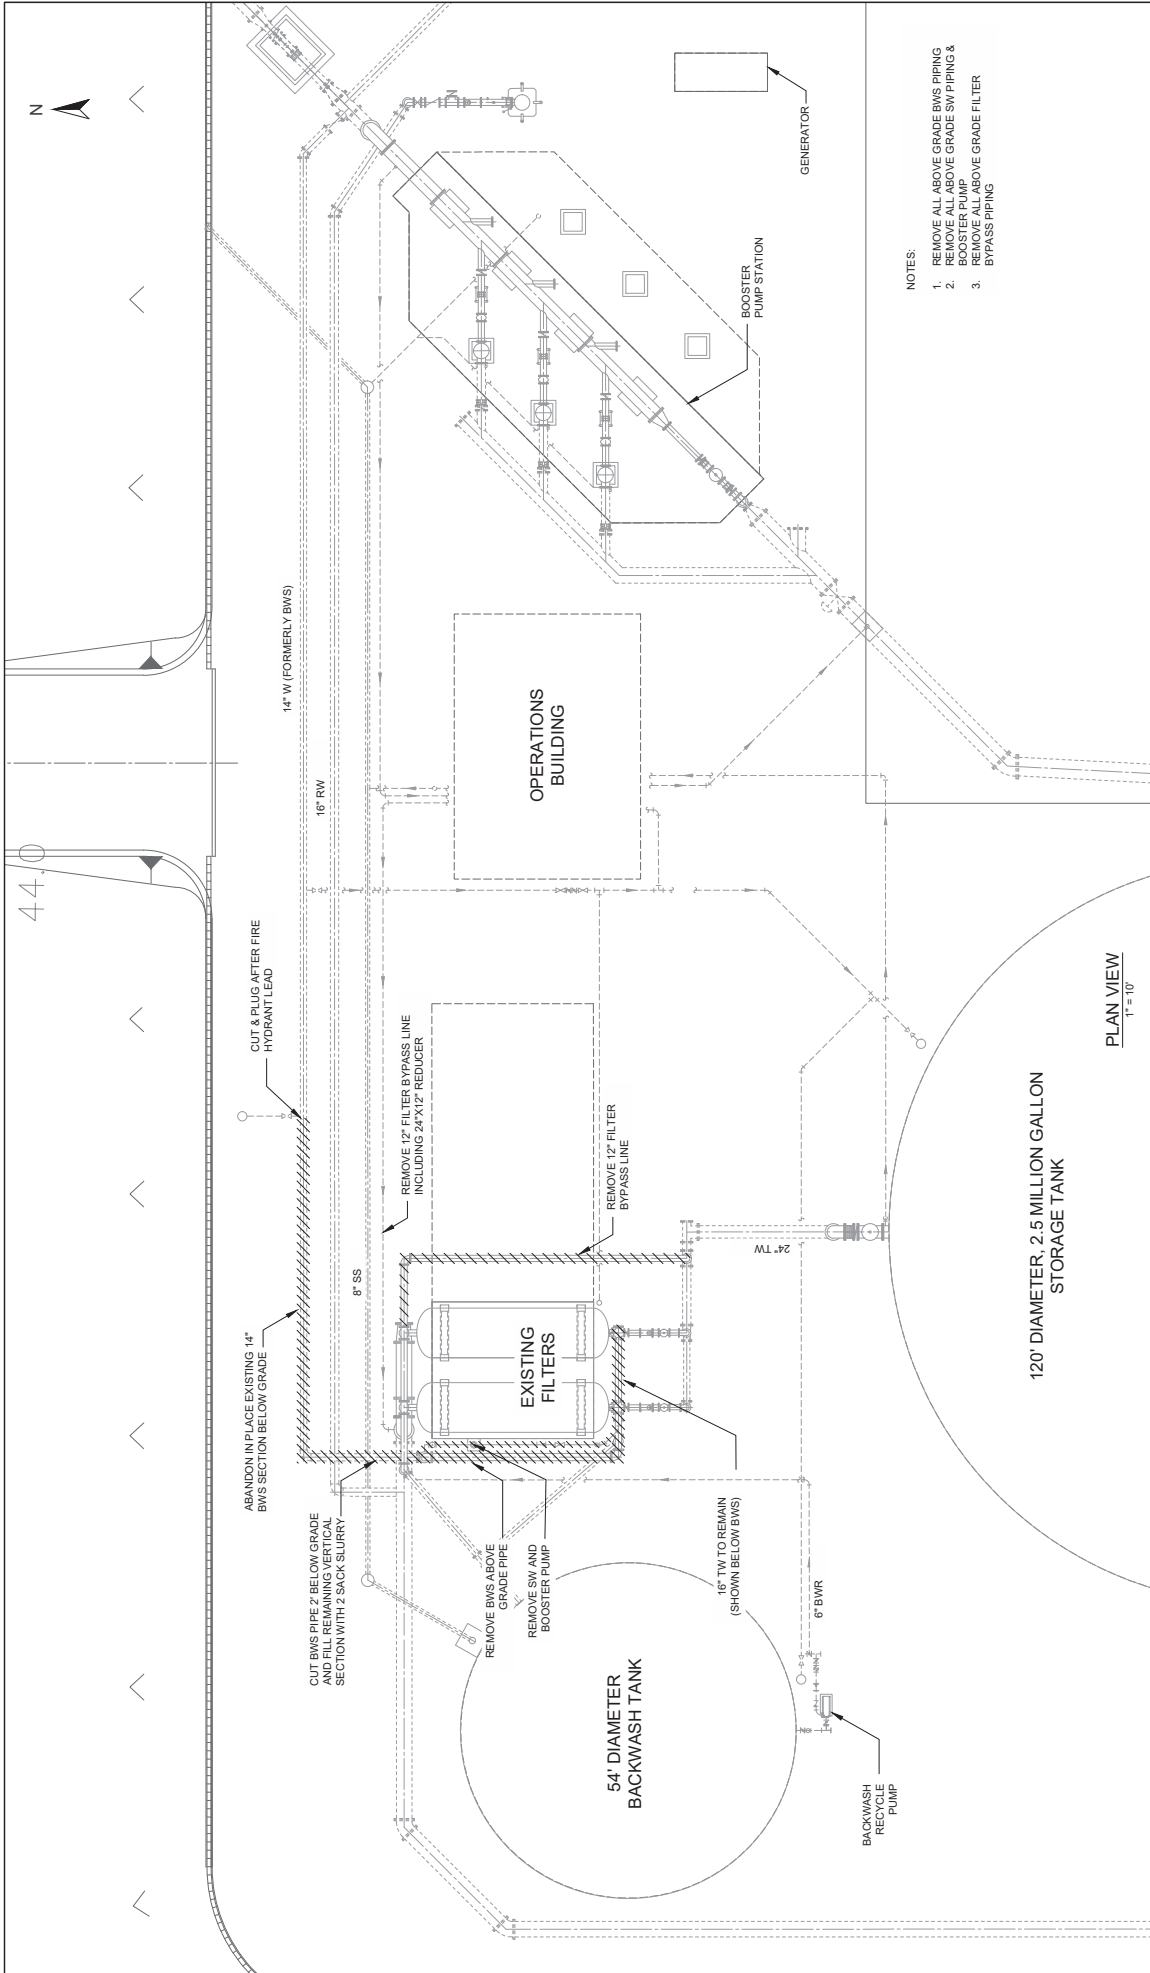 N
44.0
CUT & PLUG AFTER FIRE
HYDRANT LEAD
ABANDON IN PLACE EXISTING 14"
BWS SECTION BELOW GRADE
CUT BWS PIPE 2' BELOW GRADE
AND FILL REMAINING VERTICAL
SECTION WITH 2 SACK SLURRY
14" W (FORMERLY BWS)
16" RW
8" SS
REMOVE 12" FILTER BYPASS LINE
INCLUDING 24"X12" REDUCER
REMOVE BWS ABOVE
GRADE PIPE
REMOVE SW AND
BOOSTER PUMP
EXISTING
FILTERS
REMOVE 12" FILTER
BYPASS LINE
OPERATIONS
BUILDING
BOOSTER
PUMP STATION
GENERATOR
54' DIAMETER
BACKWASH TANK
16" TW TO REMAIN
(SHOWN BELOW BWS)
24" TW
6" BWR
BACKWASH
RECYCLE
PUMP
120' DIAMETER, 2.5 MILLION GALLON
STORAGE TANK
PLAN VIEW
1" = 10'
NOTES:
1. REMOVE ALL ABOVE GRADE BWS PIPING
2. REMOVE ALL ABOVE GRADE SW PIPING &
BOOSTER PUMP
3. REMOVE ALL ABOVE GRADE FILTER
BYPASS PIPING